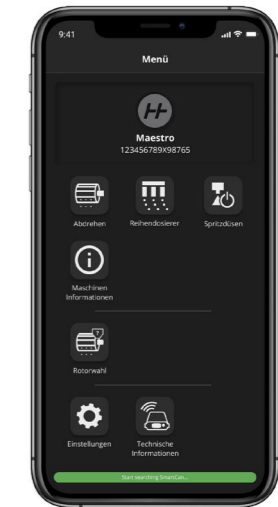 9:41
Menü
Maestro
123456789X98765
Abdrehen
Reihendosierer
Spritzdüsen
Maschinen
Informationen
?
Rotorwahl
Einstellungen
Technische
Informationen
Start searching SmartCan...